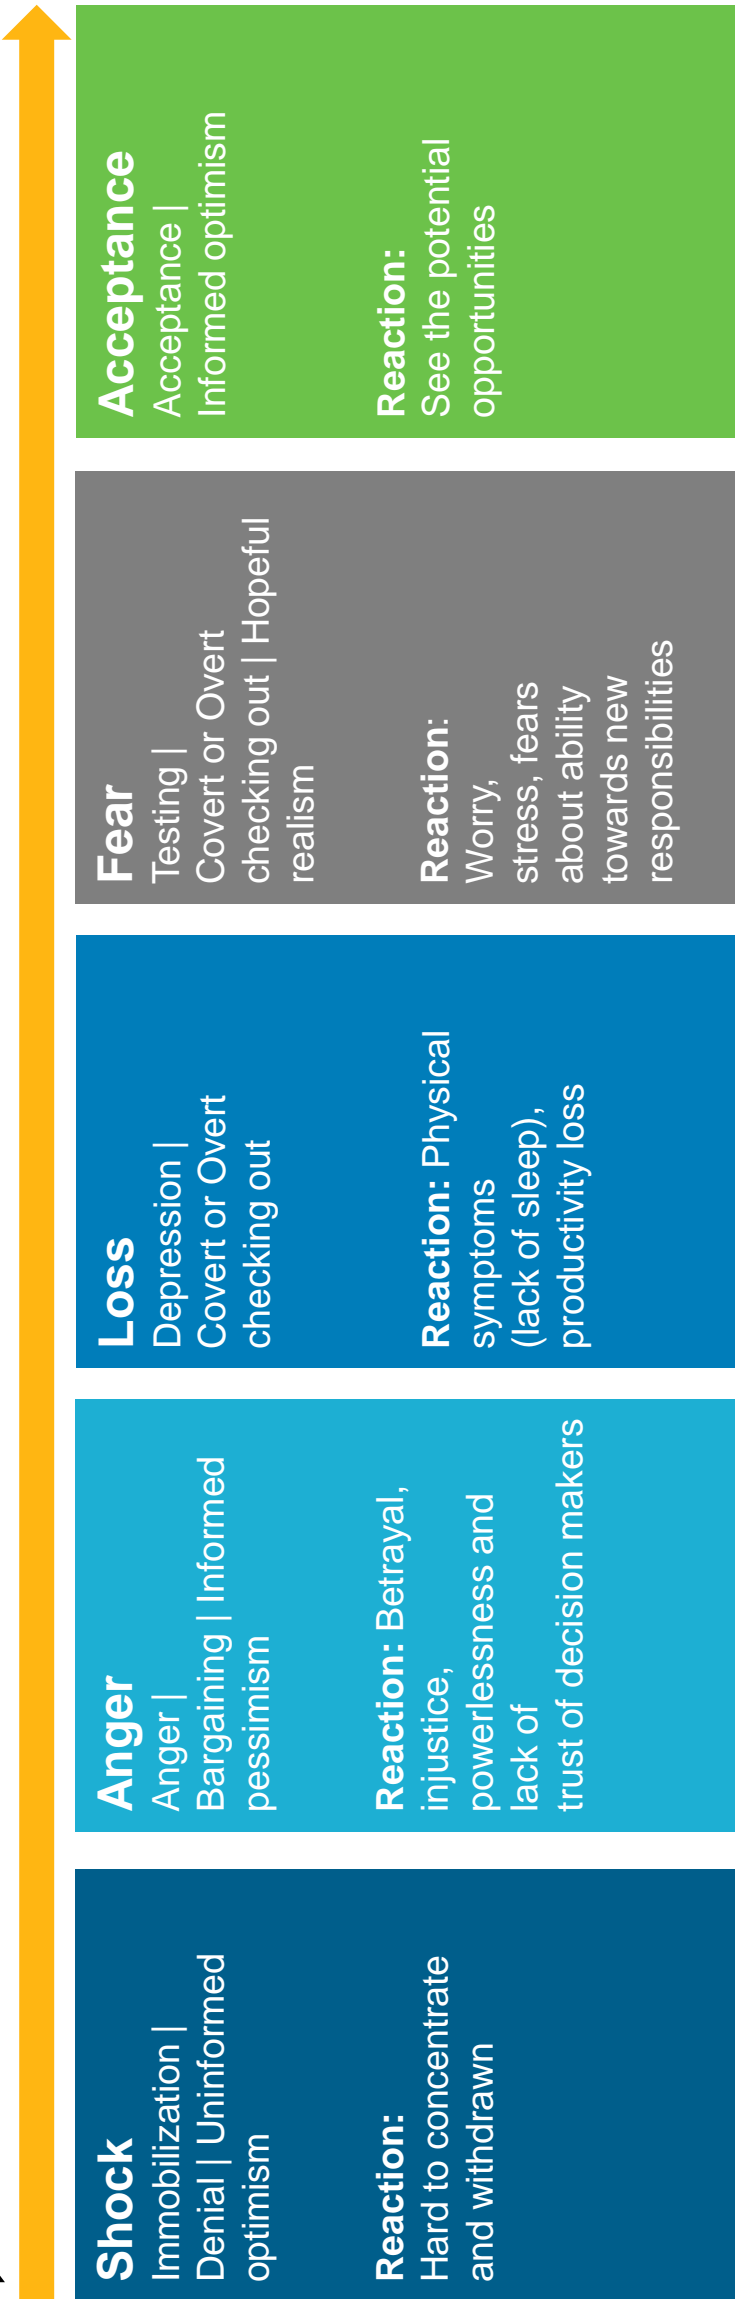 Shock
Immobilization |
Denial | Uninformed
optimism
Reaction:
Hard to concentrate
and withdrawn
Anger
Anger |
Bargaining | Informed
pessimism
Reaction: Betrayal,
injustice,
powerlessness and
lack of
trust of decision makers
Loss
Depression |
Covert or Overt
checking out
Reaction: Physical
symptoms
(lack of sleep),
productivity loss
Fear
Testing |
Covert or Overt
checking out | Hopeful
realism
Reaction:
Worry,
stress, fears
about ability
towards new
responsibilities
Acceptance
Acceptance |
Informed optimism
Reaction:
See the potential
opportunities